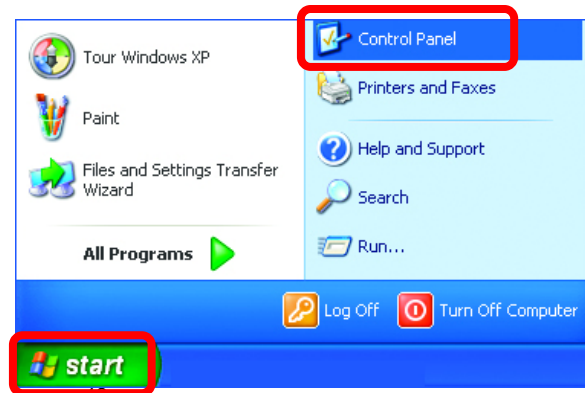 Tour Windows XP
Paint
Files and Settings Transfer
Wizard
All Programs
Control Panel
Printers and Faxes
Help and Support
Search
Run...
Log Off
Turn Off Computer
start